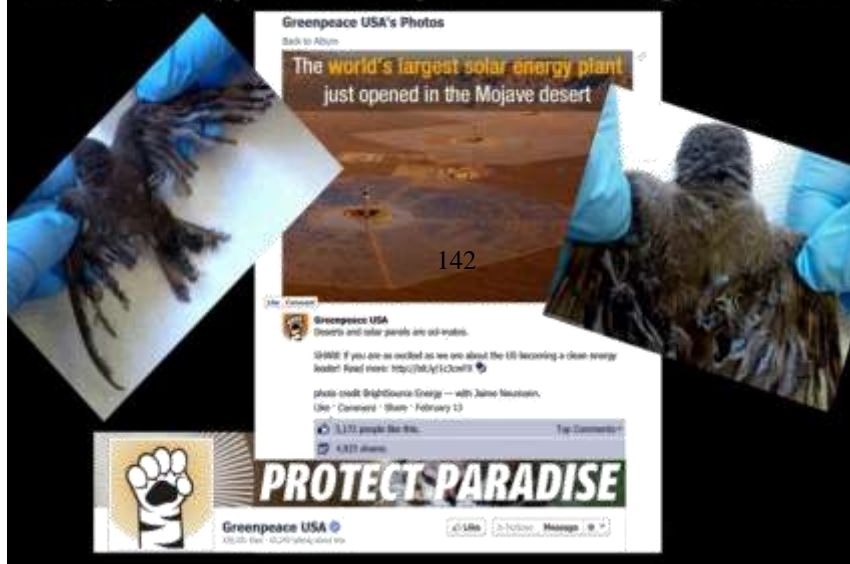 Greenpeace USA's Photos
Back to Album
The world's largest solar energy plant
just opened in the Mojave desert
142
Like Comment
Greenpeace USA
Deserts and solar panels are
SHARE if you are as excited as we are about the US becoming a clean energy
leader! Read more:
photo credit BrightSource Energy — with Jaime
Like · Comment · Share · February 13
people like this. Top Comments
shares
PROTECT PARADISE
Greenpeace USA
Like Follow Message